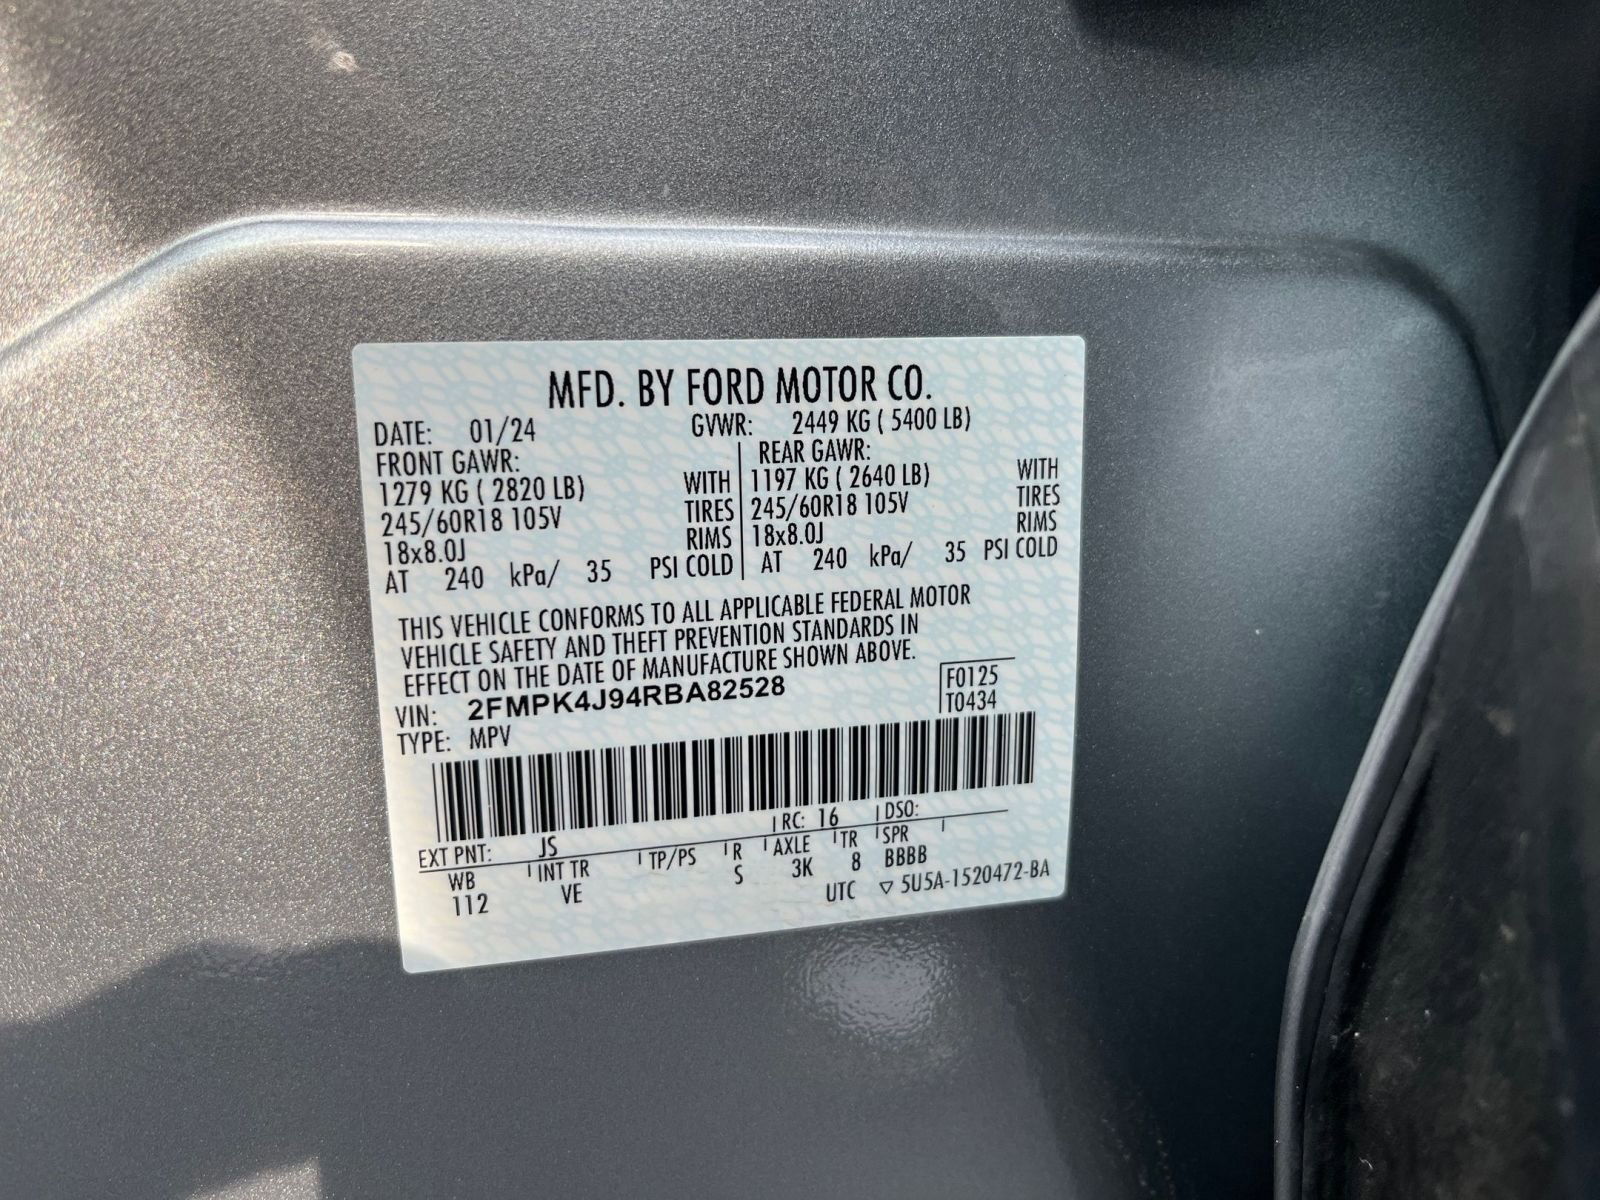 MFD. BY FORD MOTOR CO.
DATE: 01/24 GVWR: 2449 KG ( 5400 LB)
FRONT GAWR: REAR GAWR:
1279 KG ( 2820 LB) WITH 1197 KG ( 2640 LB) WITH
245/60R18 105V TIRES 245/60R18 105V TIRES
18x8.0J RIMS 18x8.0J RIMS
AT 240 kPa/ 35 PSI COLD AT 240 kPa/ 35 PSI COLD
THIS VEHICLE CONFORMS TO ALL APPLICABLE FEDERAL MOTOR
VEHICLE SAFETY AND THEFT PREVENTION STANDARDS IN
EFFECT ON THE DATE OF MANUFACTURE SHOWN ABOVE.
VIN: 2FMPK4J94RBA82528 F0125
TYPE: MPV T0434
EXT PNT: JS RC: 16 DSO:
WB INT TR TP/PS R AXLE TR SPR
112 VE S 3K 8 BBBB
UTC ▽ 5U5A-1520472-BA